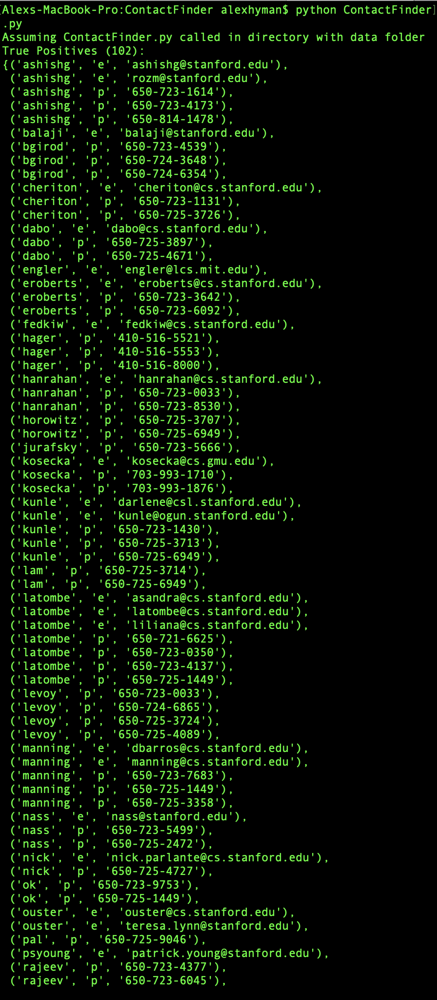 [Alexs-MacBook-Pro:ContactFinder alexhyman$ python ContactFinder]
.py
Assuming ContactFinder.py called in directory with data folder
True Positives (102):
{('ashishg', 'e', 'ashishg@stanford.edu'),
 ('ashishg', 'e', 'rozm@stanford.edu'),
 ('ashishg', 'p', '650-723-1614'),
 ('ashishg', 'p', '650-723-4173'),
 ('ashishg', 'p', '650-814-1478'),
 ('balaji', 'e', 'balaji@stanford.edu'),
 ('bgirod', 'p', '650-723-4539'),
 ('bgirod', 'p', '650-724-3648'),
 ('bgirod', 'p', '650-724-6354'),
 ('cheriton', 'e', 'cheriton@cs.stanford.edu'),
 ('cheriton', 'p', '650-723-1131'),
 ('cheriton', 'p', '650-725-3726'),
 ('dabo', 'e', 'dabo@cs.stanford.edu'),
 ('dabo', 'p', '650-725-3897'),
 ('dabo', 'p', '650-725-4671'),
 ('engler', 'e', 'engler@lcs.mit.edu'),
 ('eroberts', 'e', 'eroberts@cs.stanford.edu'),
 ('eroberts', 'p', '650-723-3642'),
 ('eroberts', 'p', '650-723-6092'),
 ('fedkiw', 'e', 'fedkiw@cs.stanford.edu'),
 ('hager', 'p', '410-516-5521'),
 ('hager', 'p', '410-516-5553'),
 ('hager', 'p', '410-516-8000'),
 ('hanrahan', 'e', 'hanrahan@cs.stanford.edu'),
 ('hanrahan', 'p', '650-723-0033'),
 ('hanrahan', 'p', '650-723-8530'),
 ('horowitz', 'p', '650-725-3707'),
 ('horowitz', 'p', '650-725-6949'),
 ('jurafsky', 'p', '650-723-5666'),
 ('kosecka', 'e', 'kosecka@cs.gmu.edu'),
 ('kosecka', 'p', '703-993-1710'),
 ('kosecka', 'p', '703-993-1876'),
 ('kunle', 'e', 'darlene@csl.stanford.edu'),
 ('kunle', 'e', 'kunle@ogun.stanford.edu'),
 ('kunle', 'p', '650-723-1430'),
 ('kunle', 'p', '650-725-3713'),
 ('kunle', 'p', '650-725-6949'),
 ('lam', 'p', '650-725-3714'),
 ('lam', 'p', '650-725-6949'),
 ('latombe', 'e', 'asandra@cs.stanford.edu'),
 ('latombe', 'e', 'latombe@cs.stanford.edu'),
 ('latombe', 'e', 'liliana@cs.stanford.edu'),
 ('latombe', 'p', '650-721-6625'),
 ('latombe', 'p', '650-723-0350'),
 ('latombe', 'p', '650-723-4137'),
 ('latombe', 'p', '650-725-1449'),
 ('levoy', 'p', '650-723-0033'),
 ('levoy', 'p', '650-724-6865'),
 ('levoy', 'p', '650-725-3724'),
 ('levoy', 'p', '650-725-4089'),
 ('manning', 'e', 'dbarros@cs.stanford.edu'),
 ('manning', 'e', 'manning@cs.stanford.edu'),
 ('manning', 'p', '650-723-7683'),
 ('manning', 'p', '650-725-1449'),
 ('manning', 'p', '650-725-3358'),
 ('nass', 'e', 'nass@stanford.edu'),
 ('nass', 'p', '650-723-5499'),
 ('nass', 'p', '650-725-2472'),
 ('nick', 'e', 'nick.parlante@cs.stanford.edu'),
 ('nick', 'p', '650-725-4727'),
 ('ok', 'p', '650-723-9753'),
 ('ok', 'p', '650-725-1449'),
 ('ouster', 'e', 'ouster@cs.stanford.edu'),
 ('ouster', 'e', 'teresa.lynn@stanford.edu'),
 ('pal', 'p', '650-725-9046'),
 ('psyoung', 'e', 'patrick.young@stanford.edu'),
 ('rajeev', 'p', '650-723-4377'),
 ('rajeev', 'p', '650-723-6045'),